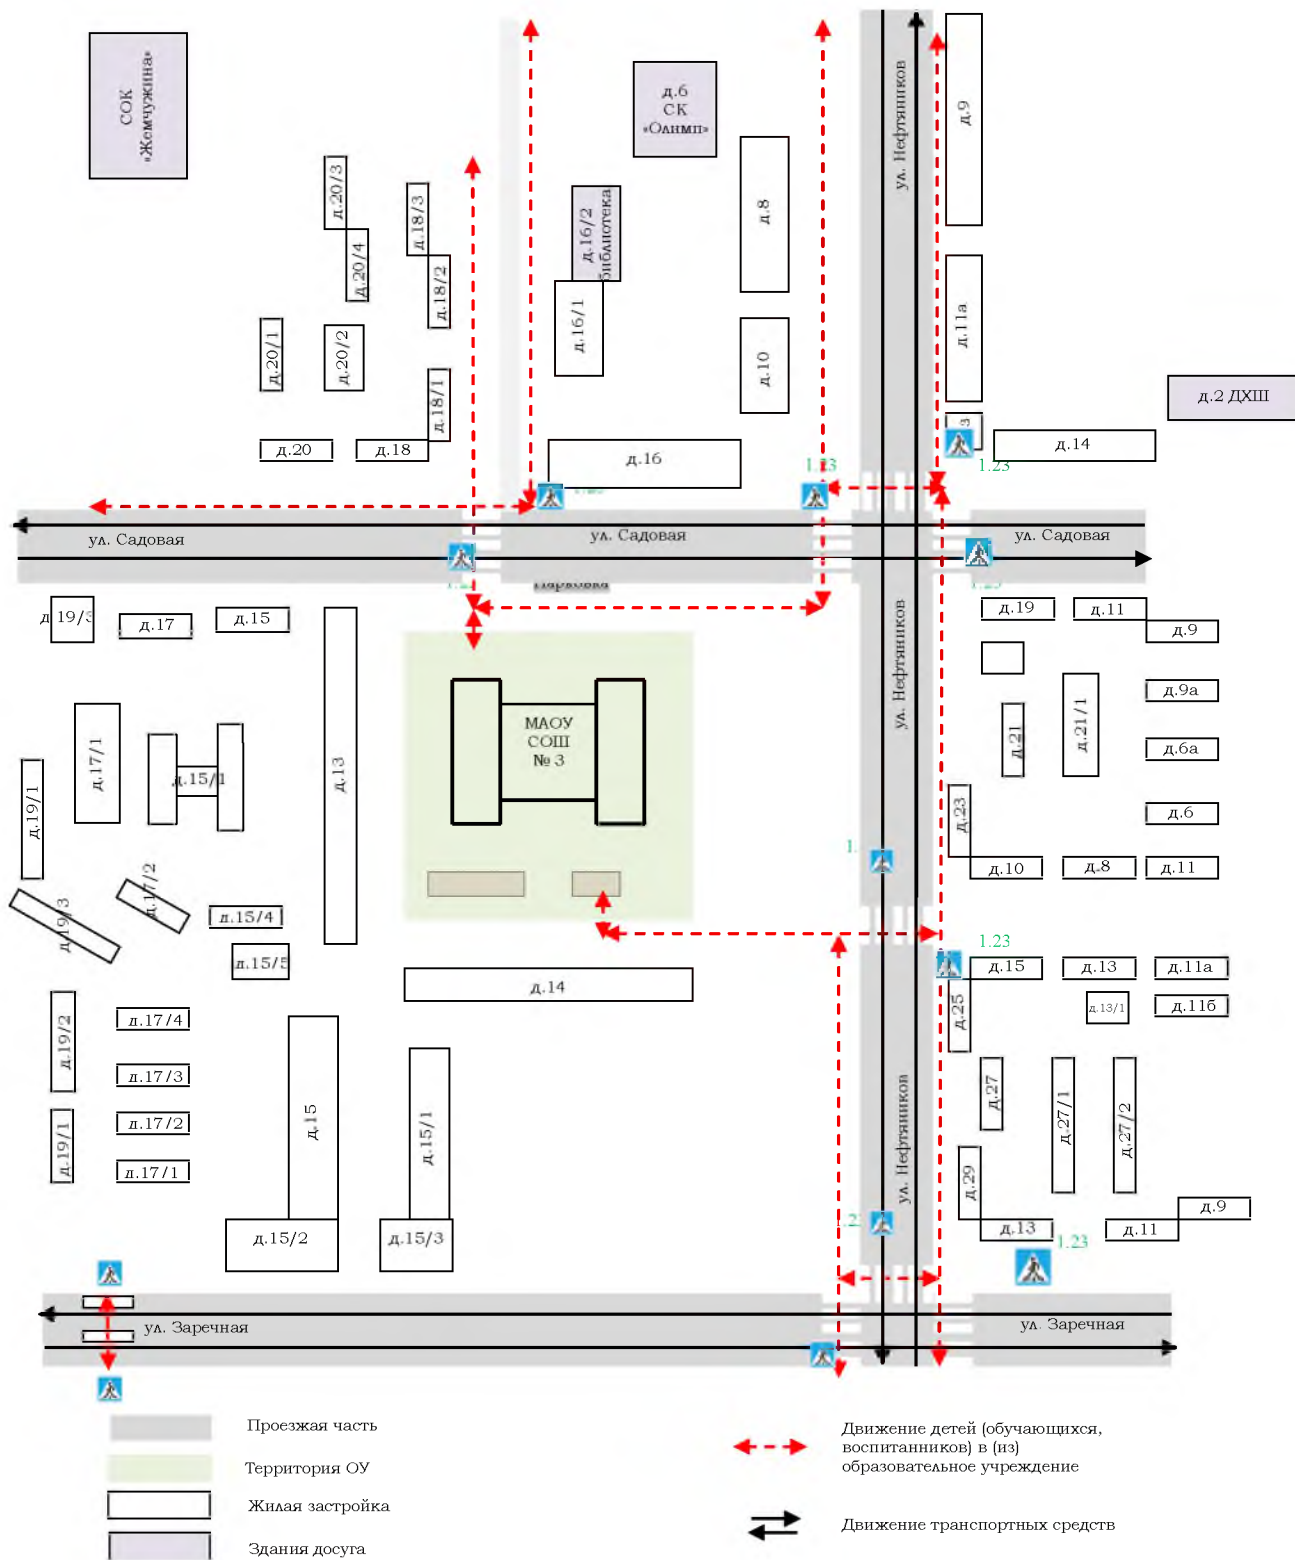 СОК
«Жемчужина»
д.6
СК
«Олимп»
ул. Нефтяников
д.9
д.20/3
д.18/3
д.16/2
библиотека
д.8
д.20/4
д.18/2
д.11а
д.20/1
д.20/2
д.16/1
д.10
д.18/1
д.2 ДХШ
3
д.20
д.18
д.16
д.14
1.23
1.23
ул. Садовая
ул. Садовая
ул. Садовая
Парковка
д.19/3
д.17
д.15
д.19
д.11
д.9
ул. Нефтяников
д.9а
МАОУ
СОШ
№ 3
д.17/1
д.15/1
д.13
д.21
д.21/1
д.6а
д.19/1
д.23
д.6
1.
д.10
д.8
д.11
д.17/2
д.19/3
д.15/4
1.23
д.15/5
д.15
д.13
д.11а
д.14
д.25
д.13/1
д.11б
д.19/2
д.17/4
д.17/3
д.15
д.15/1
д.27
д.27/1
д.27/2
ул. Нефтяников
д.17/2
д.19/1
д.17/1
д.29
д.9
д.15/2
д.15/3
д.13
д.11
1.23
ул. Заречная
ул. Заречная
Проезжая часть
Территория ОУ
Жилая застройка
Здания досуга
Движение детей (обучающихся,
воспитанников) в (из)
образовательное учреждение
Движение транспортных средств